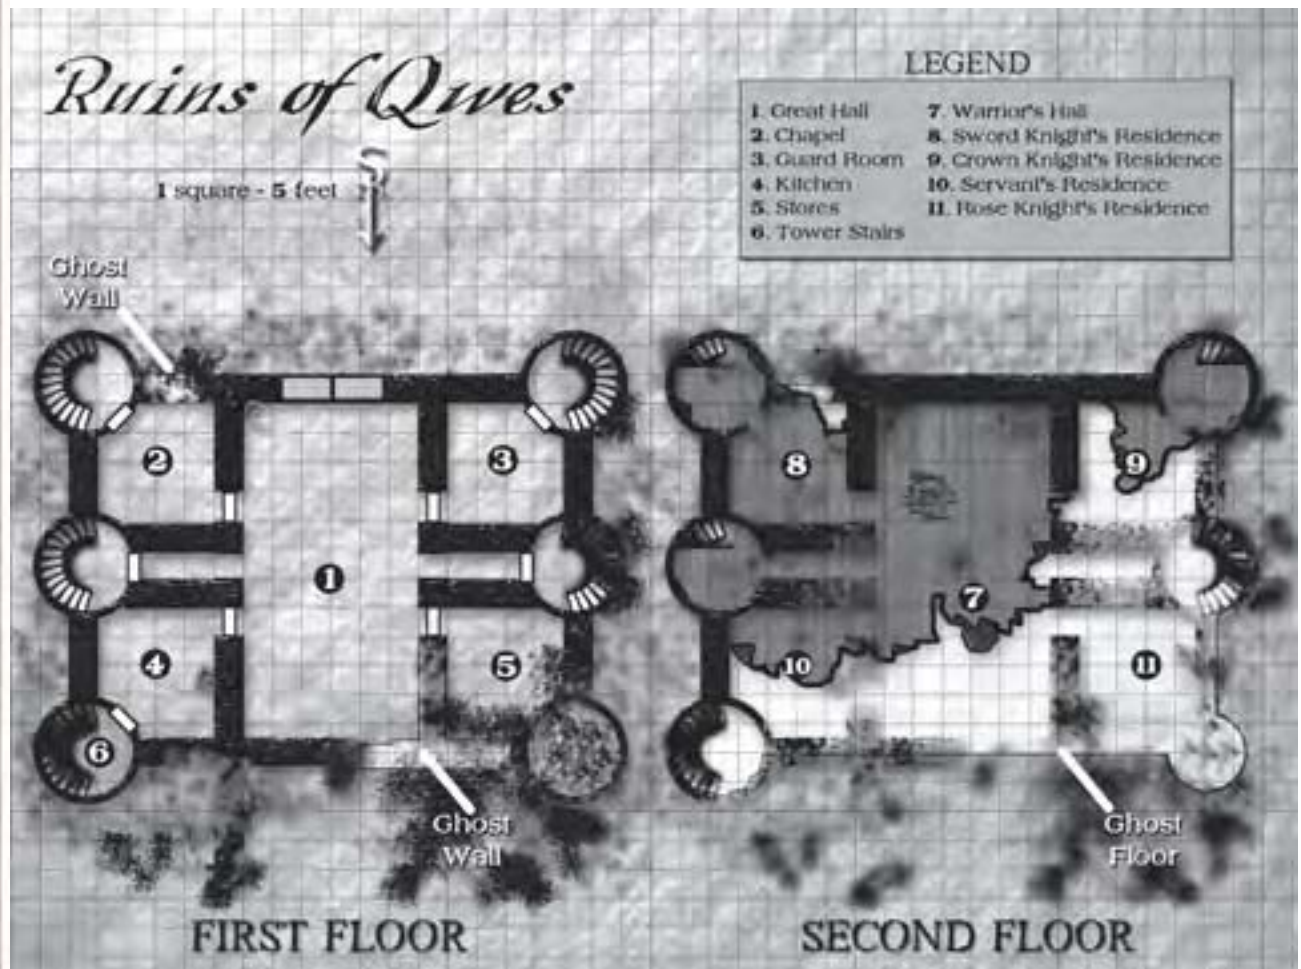 Ruins of Qwes
1 square - 5 feet
LEGEND
1. Great Hall
2. Chapel
3. Guard Room
4. Kitchen
5. Stores
6. Tower Stairs
7. Warrior's Hall
8. Sword Knight's Residence
9. Crown Knight's Residence
10. Servant's Residence
11. Rose Knight's Residence
Ghost
Wall
2
3
1
4
5
6
Ghost
Wall
FIRST FLOOR
8
9
7
10
11
Ghost
Floor
SECOND FLOOR